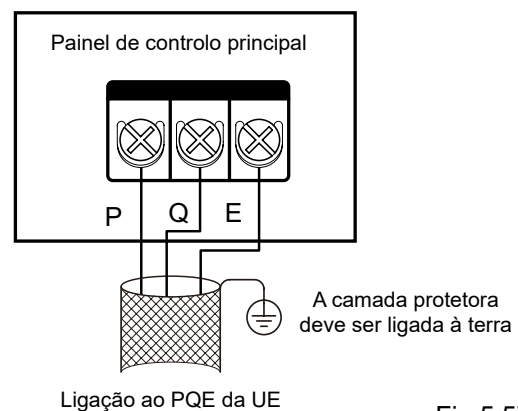 Painel de controlo principal
P Q E
A camada protetora
deve ser ligada à terra
Ligação ao PQE da UE